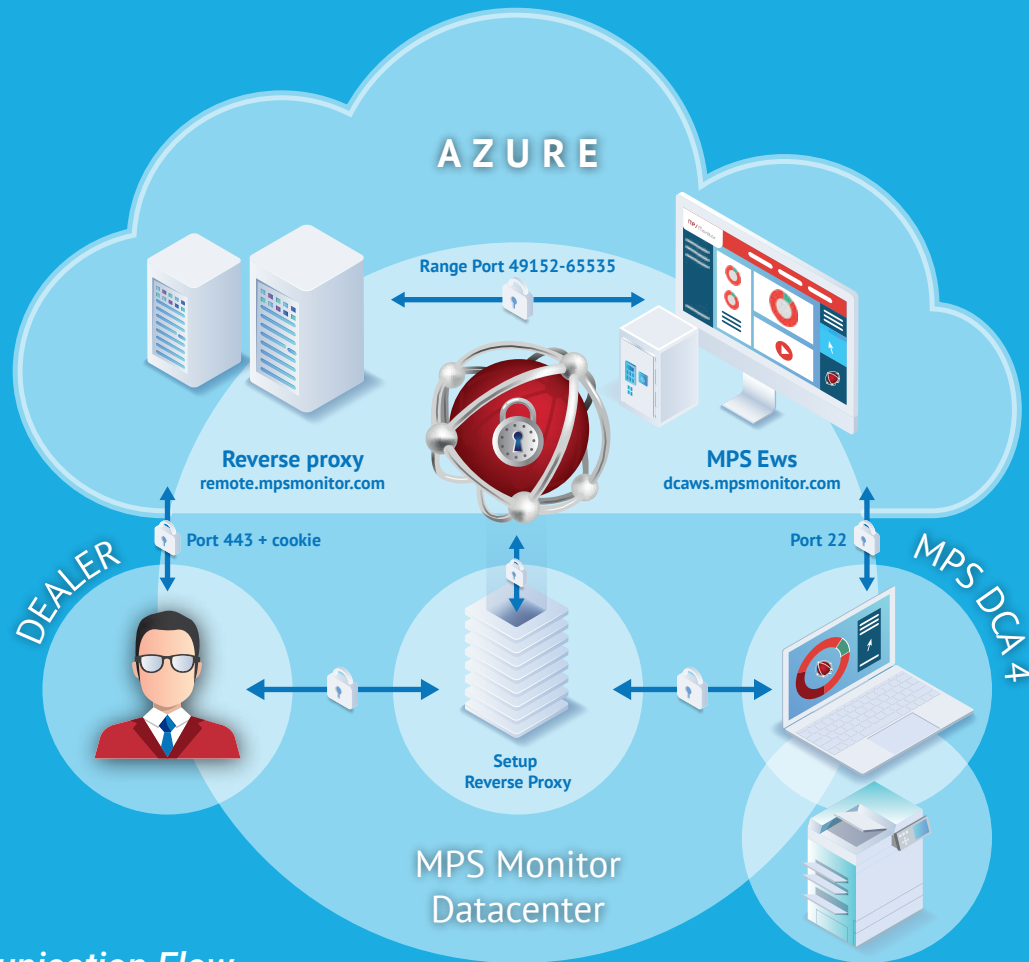 AZURE
Range Port 49152-65535
Reverse proxy
remote.mpsmonitor.com
MPS Ews
dcaws.mpsmonitor.com
Port 443 + cookie
Port 22
DEALER
MPS DCA 4
Setup
Reverse Proxy
MPS Monitor
Datacenter
Flow